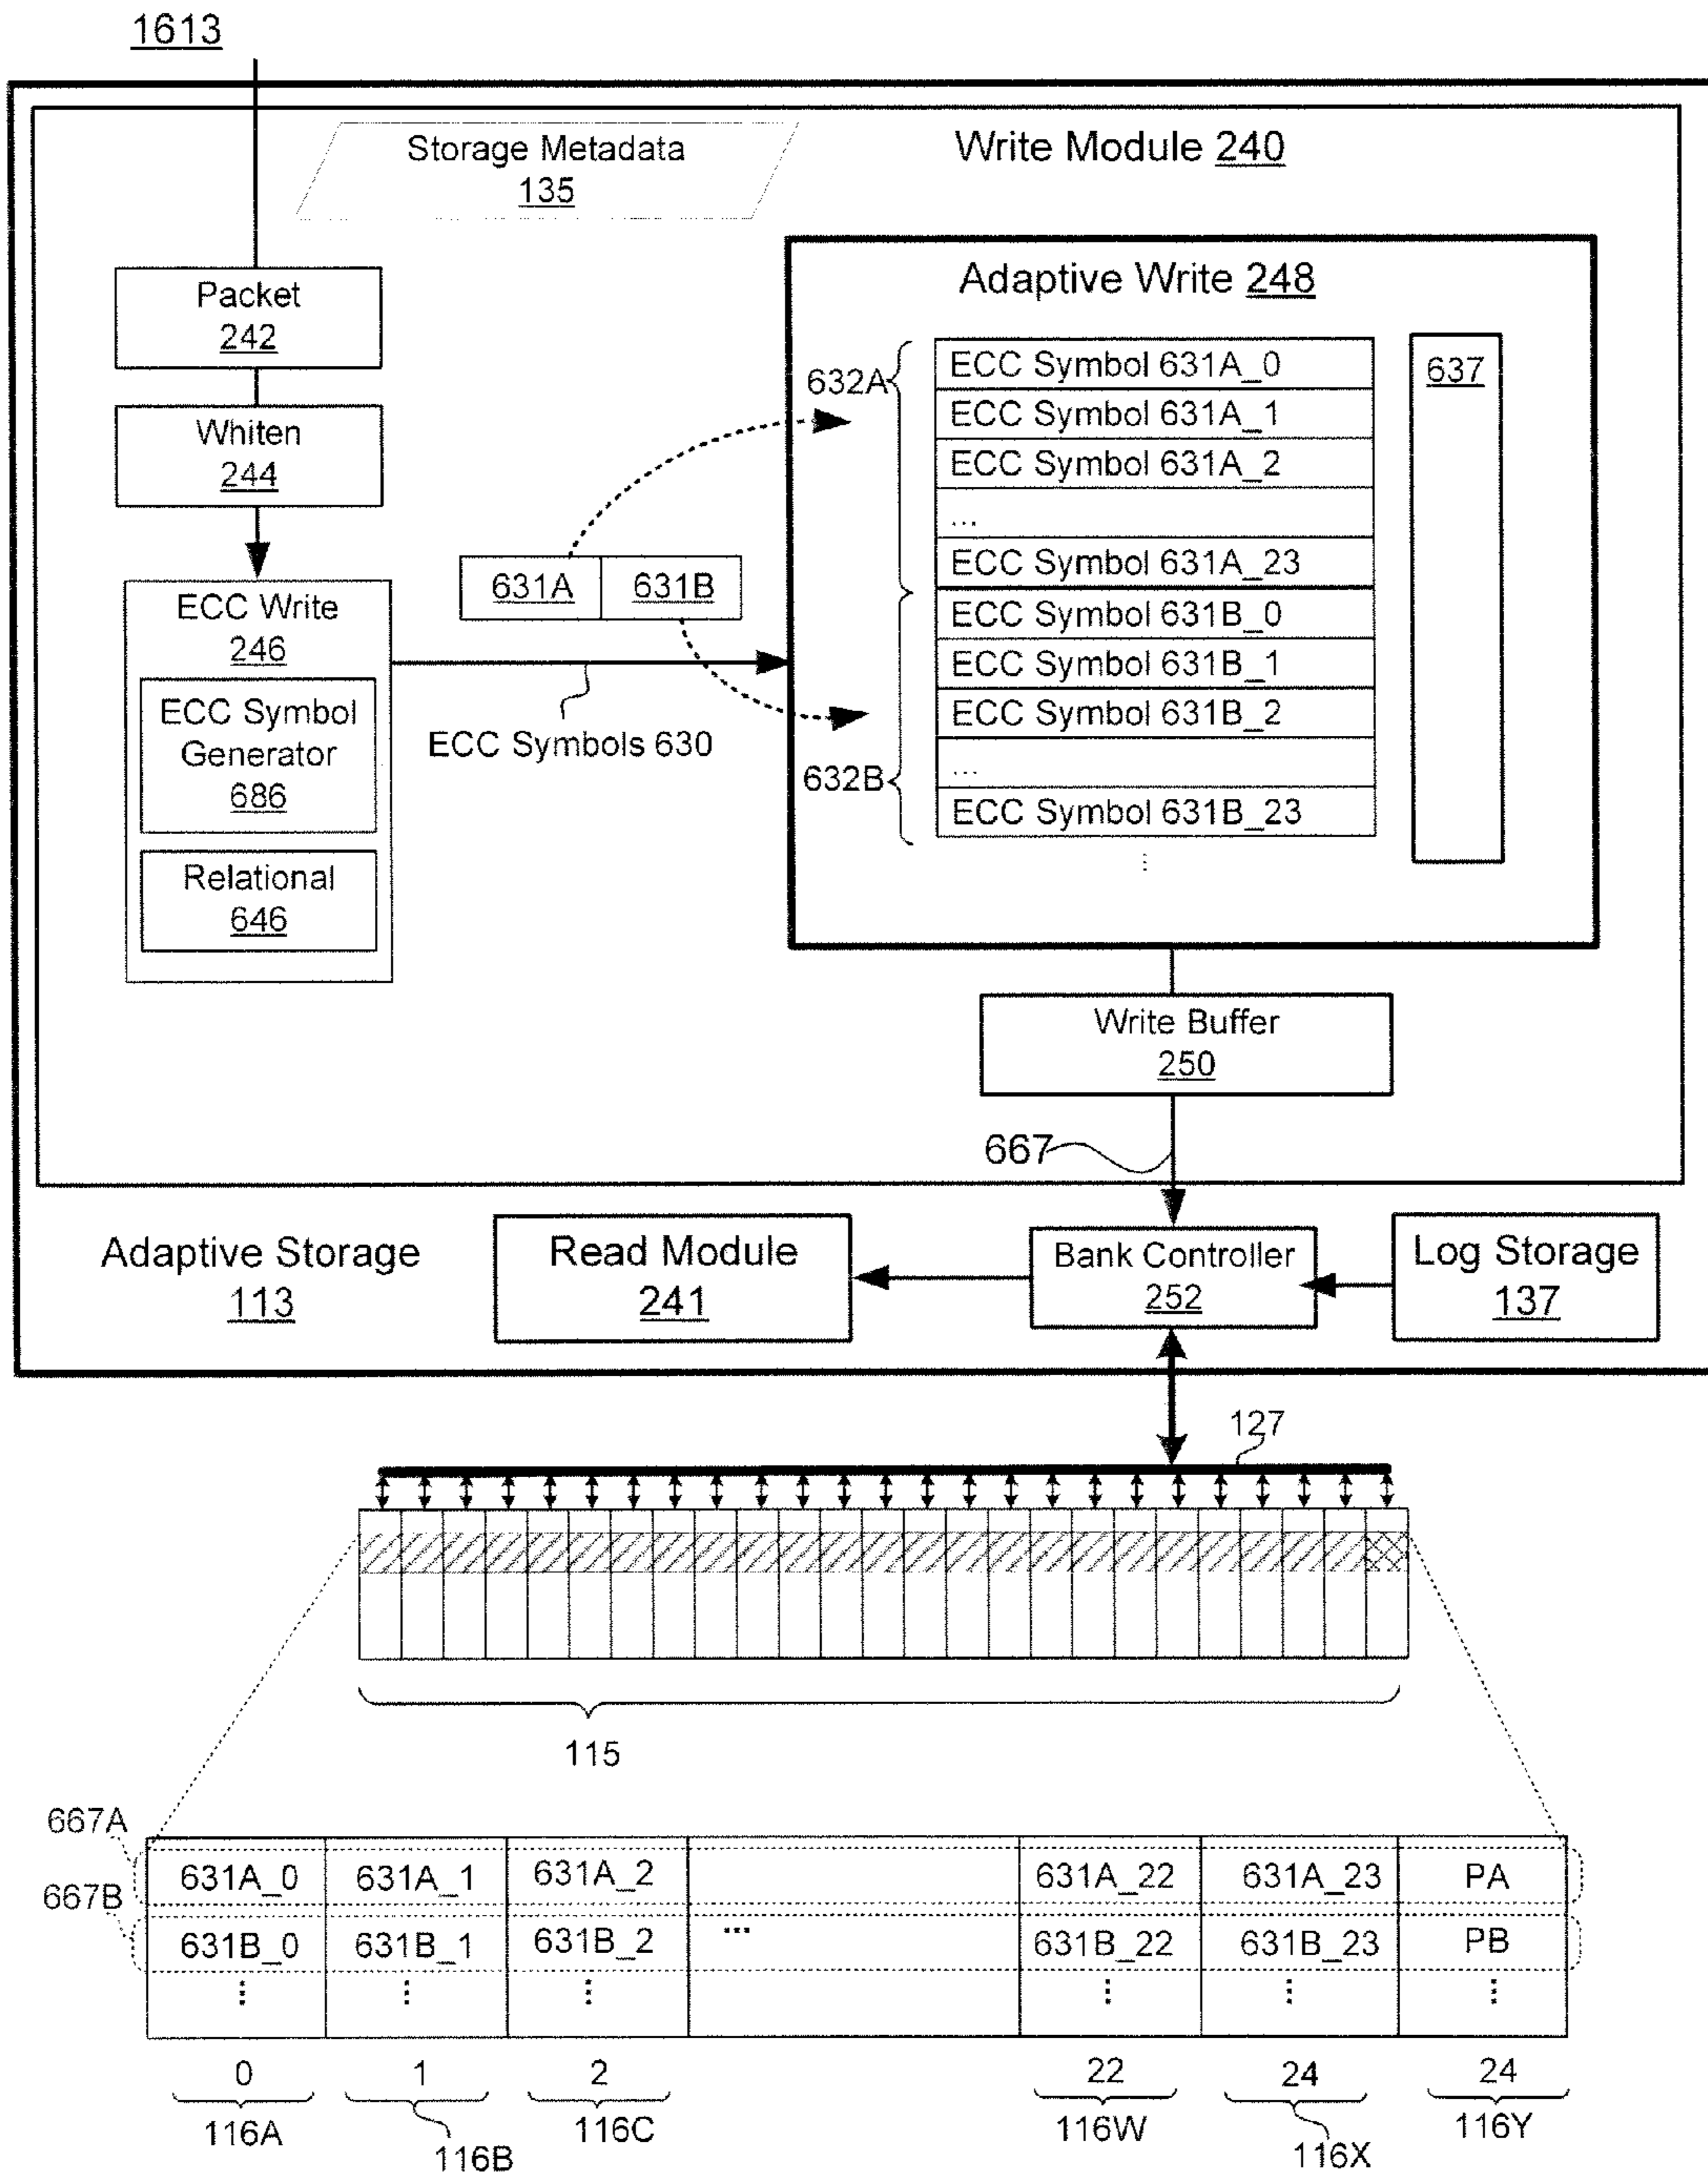 1613
Storage Metadata
135
Write Module 240
Packet
242
Whiten
244
ECC Write
246
ECC Symbol
Generator
686
Relational
646
631A 631B
ECC Symbols 630
Adaptive Write 248
632A
632B
ECC Symbol 631A_0
ECC Symbol 631A_1
ECC Symbol 631A_2
...
ECC Symbol 631A_23
ECC Symbol 631B_0
ECC Symbol 631B_1
ECC Symbol 631B_2
...
ECC Symbol 631B_23
...
637
Write Buffer
250
667
Adaptive Storage
113
Read Module
241
Bank Controller
252
Log Storage
137
127
115
667A
667B
631A_0 631A_1 631A_2 631A_22 631A_23 PA
631B_0 631B_1 631B_2 ... 631B_22 631B_23 PB
... ... ... ... ... ...
0 1 2 22 24 24
116A 116B 116C 116W 116X 116Y